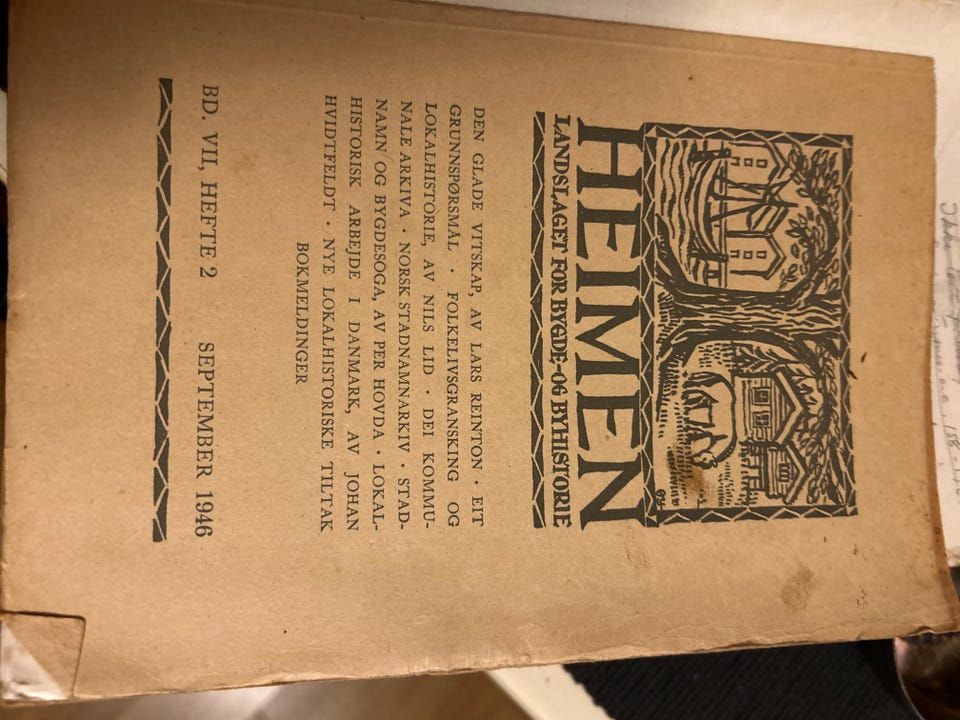 HEIMEN
LANDSLAGET FOR BYGDE-OG BYHISTORIE
DEN GLADE VITSKAP, AV LARS REINTON · EIT
GRUNNSPØRSMÅL · FOLKELIVSGRANSKING OG
LOKALHISTORIE, AV NILS LID · DEI KOMMU-
NALE ARKIVA · NORSK STADNAMNARKIV · STAD-
NAMN OG BYGDESOGA, AV PER HOVDA · LOKAL-
HISTORISK ARBEJDE I DANMARK, AV JOHAN
HVIDTFELDT · NYE LOKALHISTORISKE TILTAK
BOKMELDINGER
BD. VII, HEFTE 2 SEPTEMBER 1946